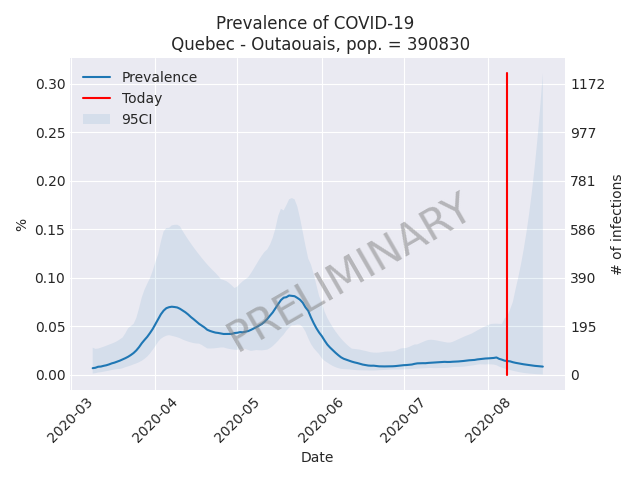 Prevalence of COVID-19
Quebec - Outaouais, pop. = 390830
Prevalence
Today
95CI
PRELIMINARY
%
0.30
0.25
0.20
0.15
0.10
0.05
0.00
1172
977
781
586
390
195
0
# of infections
2020-03
2020-04
2020-05
2020-06
2020-07
2020-08
Date